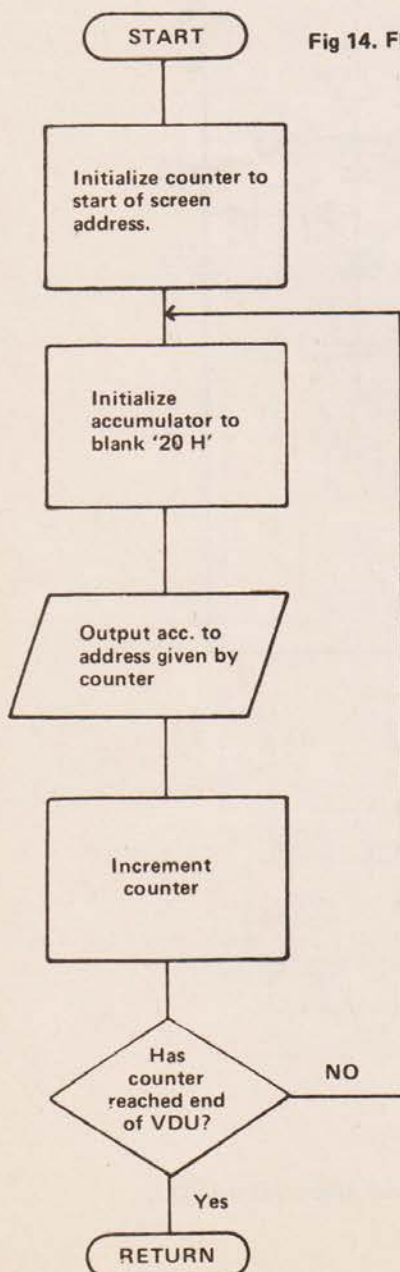 START
Fig 14.
Initialize counter to
start of screen
address.
Initialize
accumulator to
blank '20 H'
Output acc. to
address given by
counter
Increment
counter
Has
counter
reached end
of VDU?
NO
Yes
RETURN